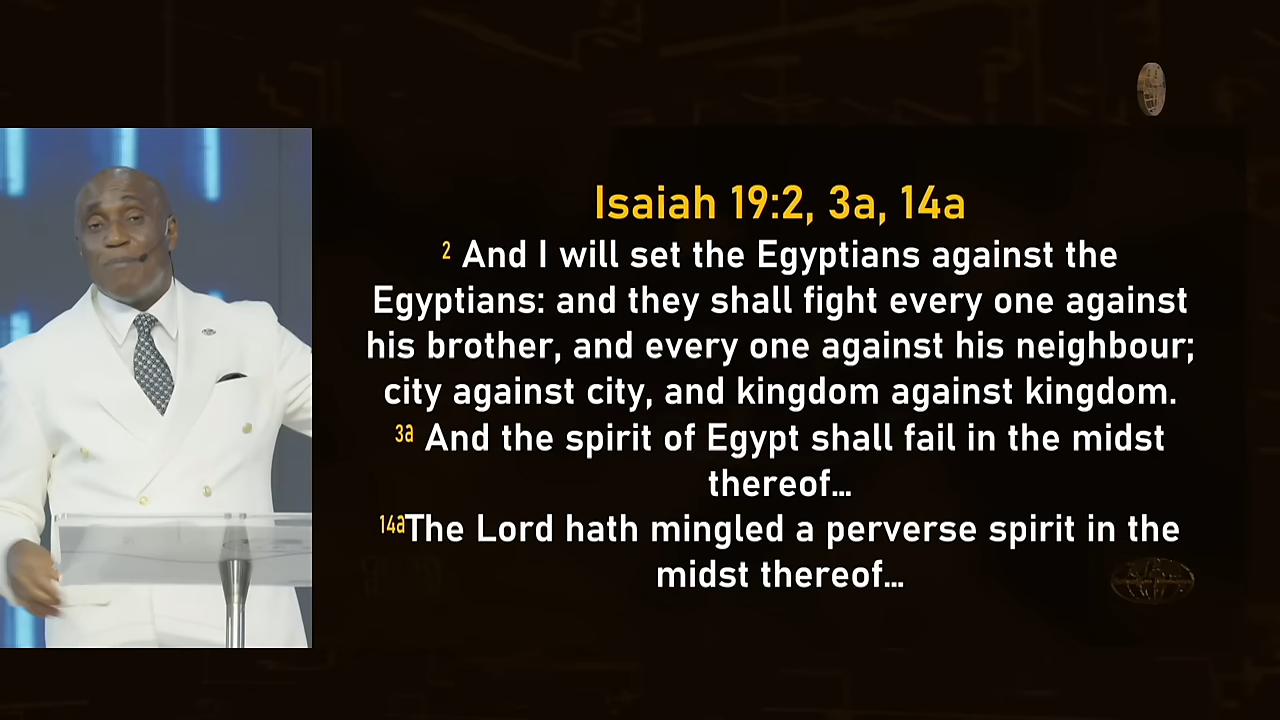 Isaiah 19:2, 3a, 14a
2 And I will set the Egyptians against the
Egyptians: and they shall fight every one against
his brother, and every one against his neighbour;
city against city, and kingdom against kingdom.
3a And the spirit of Egypt shall fail in the midst
thereof...
14aThe Lord hath mingled a perverse spirit in the
midst thereof...